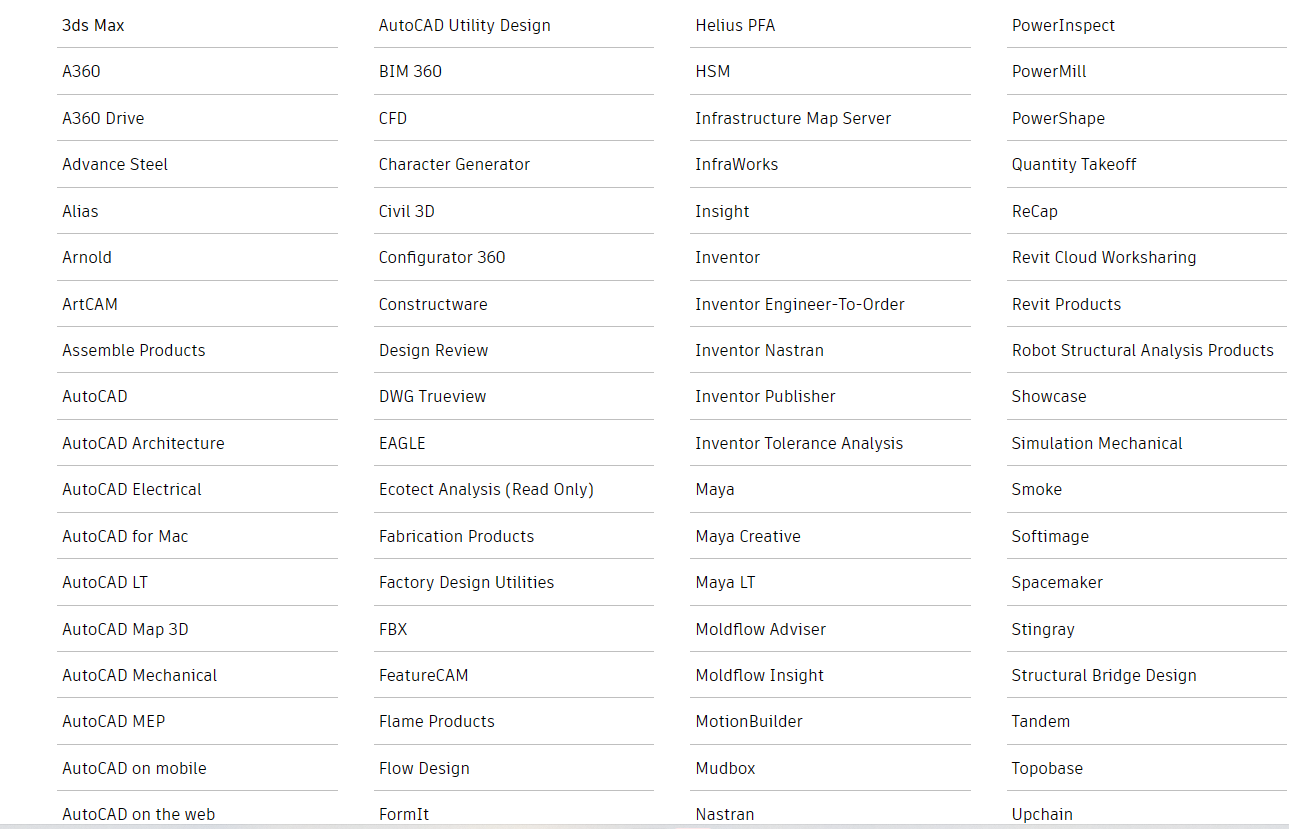 3ds Max
A360
A360 Drive
Advance Steel
Alias
Arnold
ArtCAM
Assemble Products
AutoCAD
AutoCAD Architecture
AutoCAD Electrical
AutoCAD for Mac
AutoCAD LT
AutoCAD Map 3D
AutoCAD Mechanical
AutoCAD MEP
AutoCAD on mobile
AutoCAD on the web
AutoCAD Utility Design
BIM 360
CFD
Character Generator
Civil 3D
Configurator 360
Constructware
Design Review
DWG Trueview
EAGLE
Ecotect Analysis (Read Only)
Fabrication Products
Factory Design Utilities
FBX
FeatureCAM
Flame Products
Flow Design
FormIt
Helius PFA
HSM
Infrastructure Map Server
InfraWorks
Insight
Inventor
Inventor Engineer-To-Order
Inventor Nastran
Inventor Publisher
Inventor Tolerance Analysis
Maya
Maya Creative
Maya LT
Moldflow Adviser
Moldflow Insight
MotionBuilder
Mudbox
Nastran
PowerInspect
PowerMill
PowerShape
Quantity Takeoff
ReCap
Revit Cloud Worksharing
Revit Products
Robot Structural Analysis Products
Showcase
Simulation Mechanical
Smoke
Softimage
Spacemaker
Stingray
Structural Bridge Design
Tandem
Topobase
Upchain